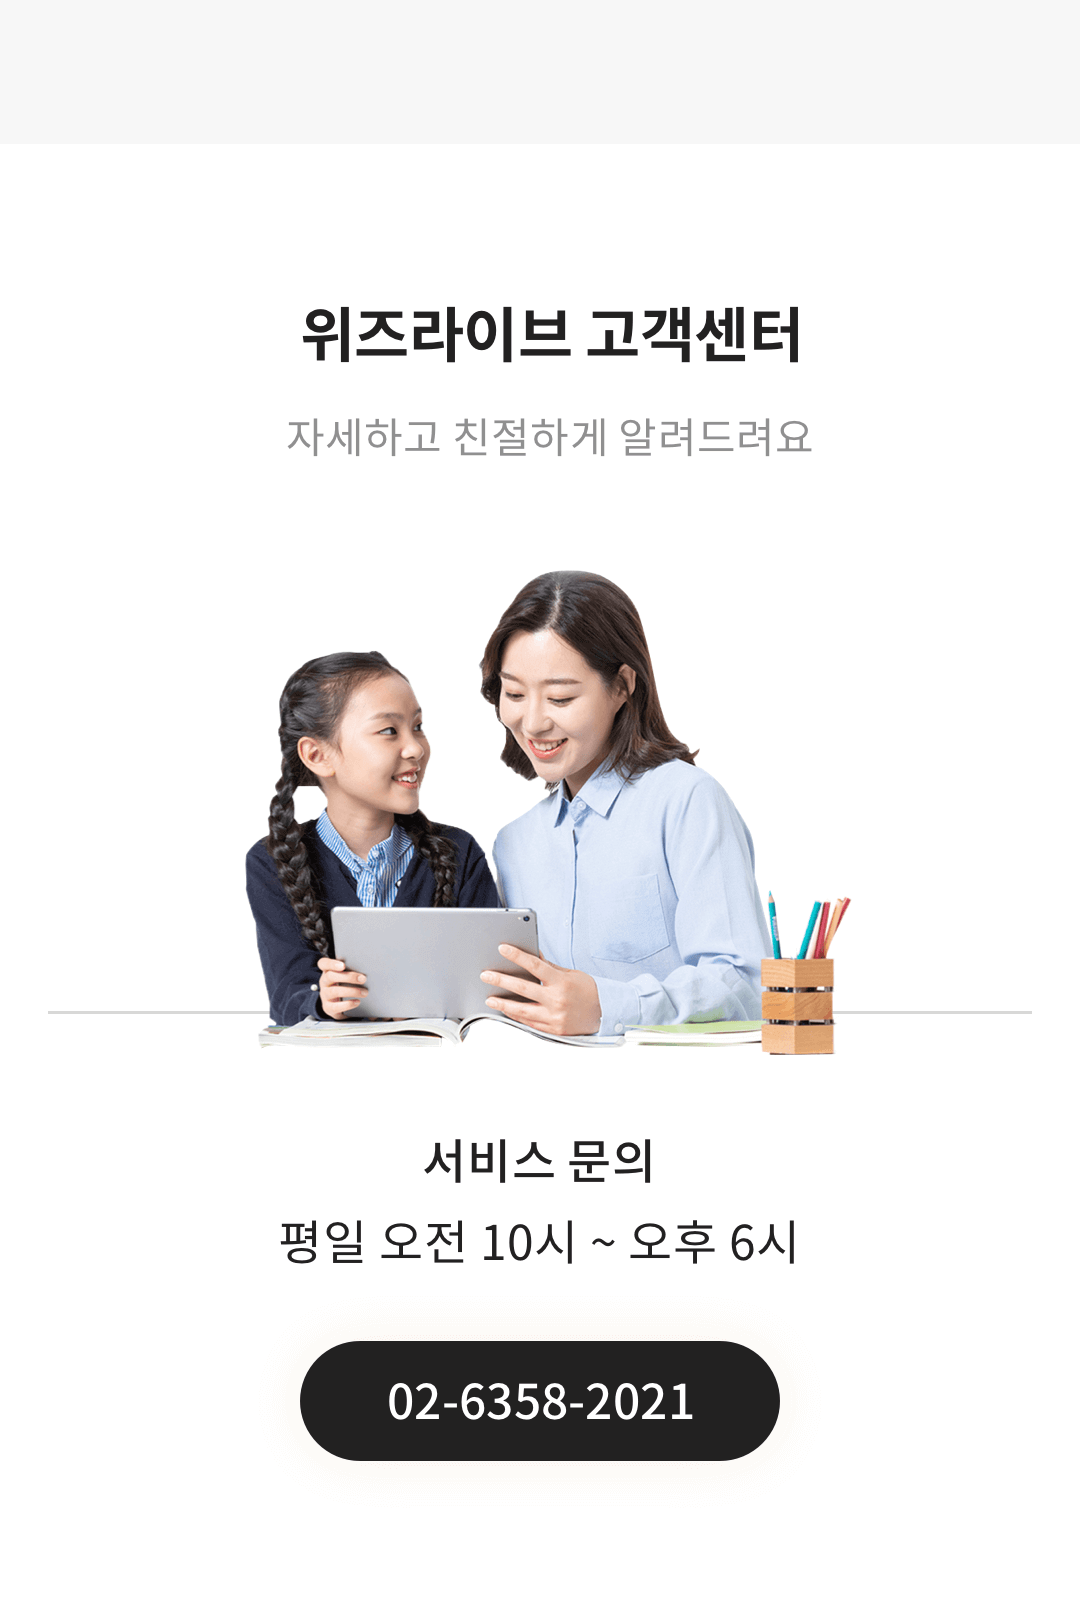 위즈라이브 고객센터
자세하고 친절하게 알려드려요
서비스 문의
평일 오전 10시 ~ 오후 6시
02-6358-2021